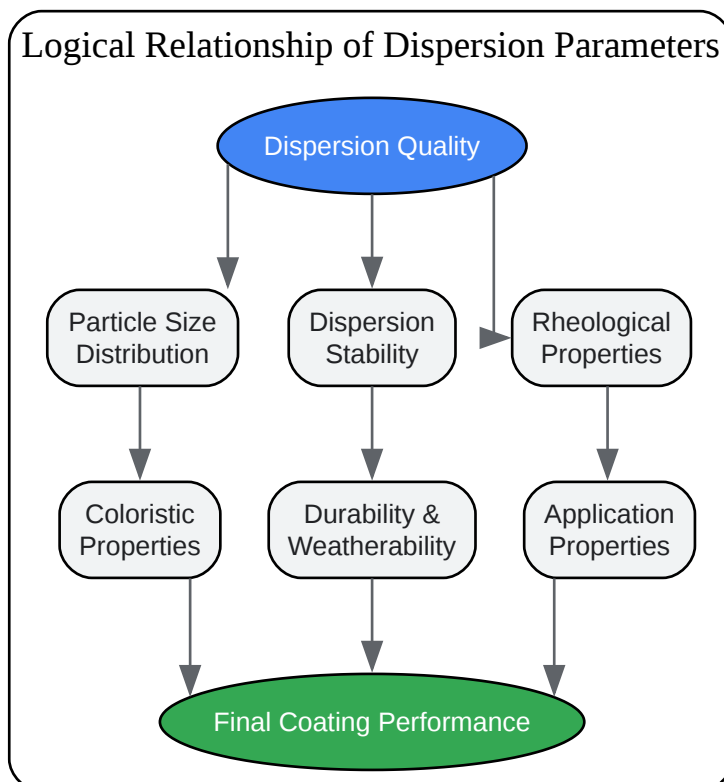 Logical Relationship of Dispersion Parameters
Dispersion Quality
Particle Size
Distribution
Dispersion
Stability
Rheological
Properties
Coloristic
Properties
Durability &
Weatherability
Application
Properties
Final Coating Performance